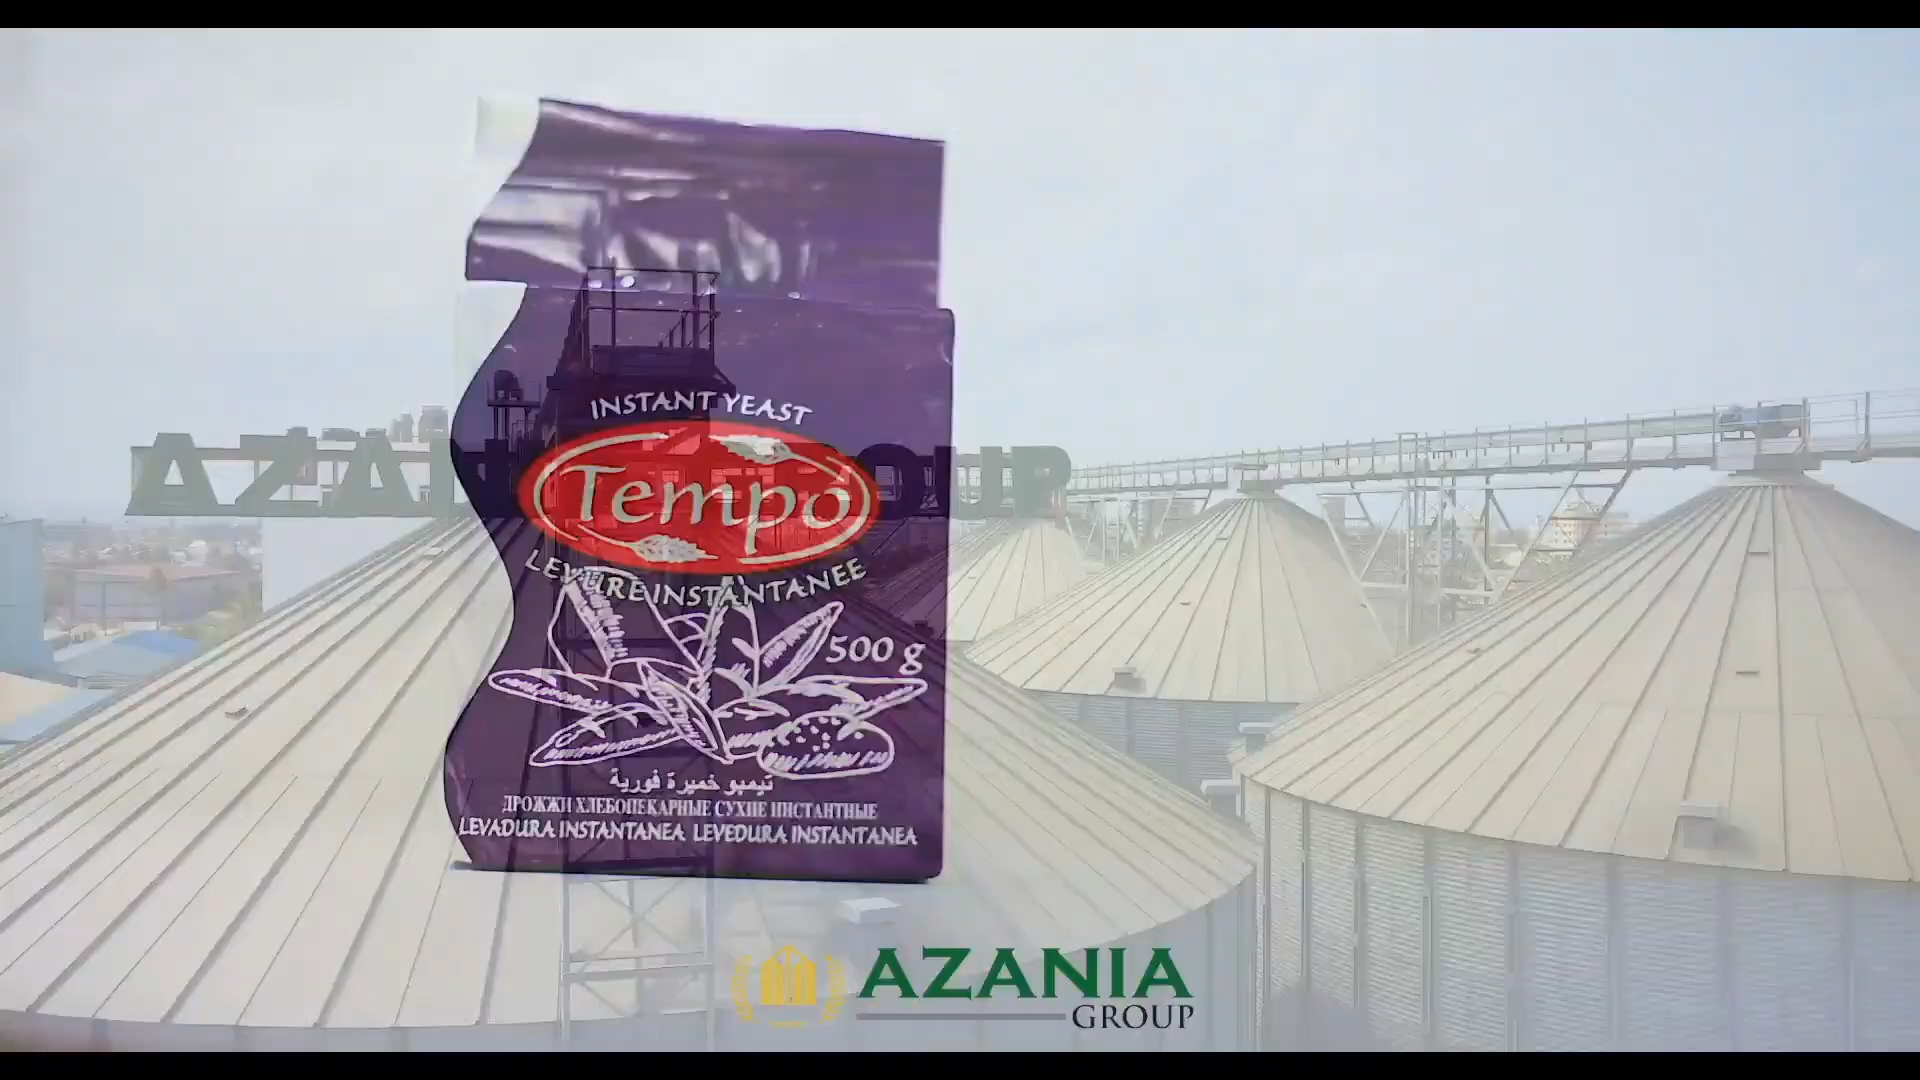 INSTANT YEAST
Tempo
LEVURE INSTANTANEE
500 g
تيمبو خميرة فورية
ДРОЖЖИ ХЛЕБОПЕКАРНЫЕ СУХИЕ ИНСТАНТНЫЕ
LEVADURA INSTANTANEA LEVEDURA INSTANTANEA
AZANIA
GROUP